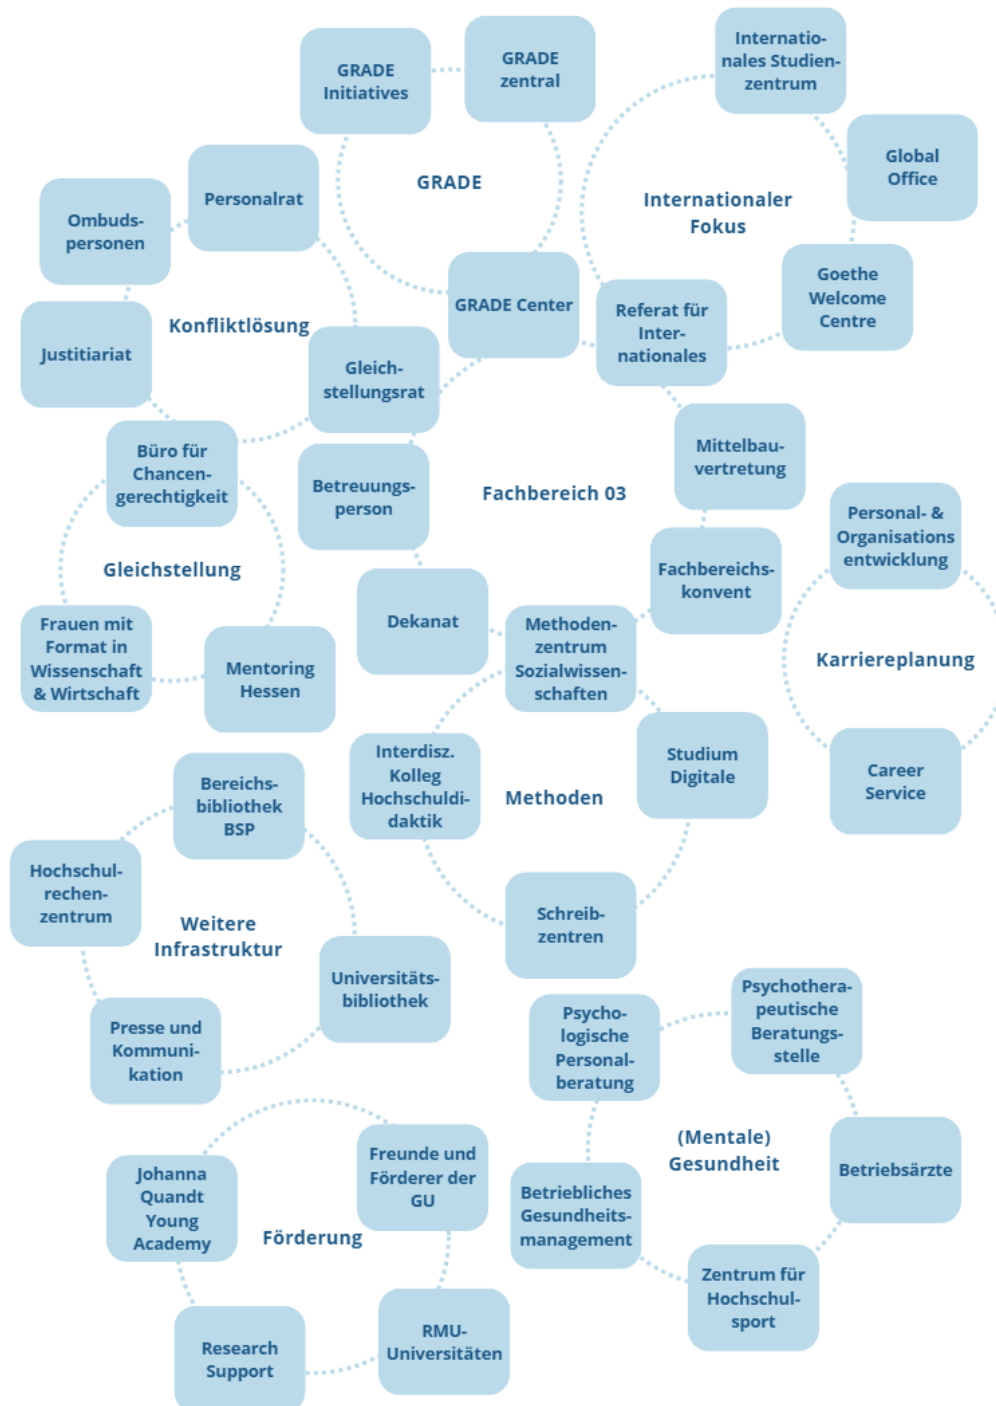 GRADE
Initiatives
GRADE
zentral
GRADE
GRADE Center
Internatio-
nales Studien-
zentrum
Global
Office
Internationaler
Fokus
Goethe
Welcome
Centre
Referat für
Inter-
nationales
Personalrat
Ombuds-
personen
Konfliktlösung
Justitiariat
Gleich-
stellungsrat
Büro für
Chancen-
gerechtigkeit
Gleichstellung
Frauen mit
Format in
Wissenschaft
& Wirtschaft
Mentoring
Hessen
Mittelbau-
vertretung
Betreuungs-
person
Fachbereich 03
Fachbereichs-
konvent
Dekanat
Methoden-
zentrum
Sozialwissen-
schaften
Personal- &
Organisations
entwicklung
Karriereplanung
Career
Service
Interdisz.
Kolleg
Hochschuldi-
daktik
Studium
Digitale
Methoden
Schreib-
zentren
Bereichs-
bibliothek
BSP
Hochschul-
rechen-
zentrum
Weitere
Infrastruktur
Universitäts-
bibliothek
Presse und
Kommuni-
kation
Psycho-
logische
Personal-
beratung
Psychothera-
peutische
Beratungs-
stelle
(Mentale)
Gesundheit
Betriebsärzte
Betriebliches
Gesundheits-
management
Zentrum für
Hochschul-
sport
Freunde und
Förderer der
GU
Johanna
Quandt
Young
Academy
Förderung
RMU-
Universitäten
Research
Support